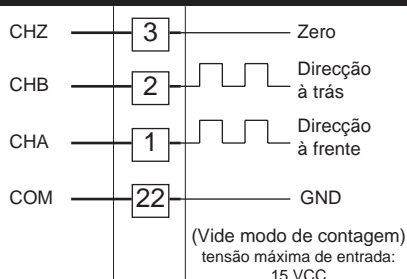 CHZ 3 Zero
CHB 2 Direcção
à trás
CHA 1 Direcção
à frente
COM 22 GND
(Vide modo de contagem)
tensão máxima de entrada:
15 VCC